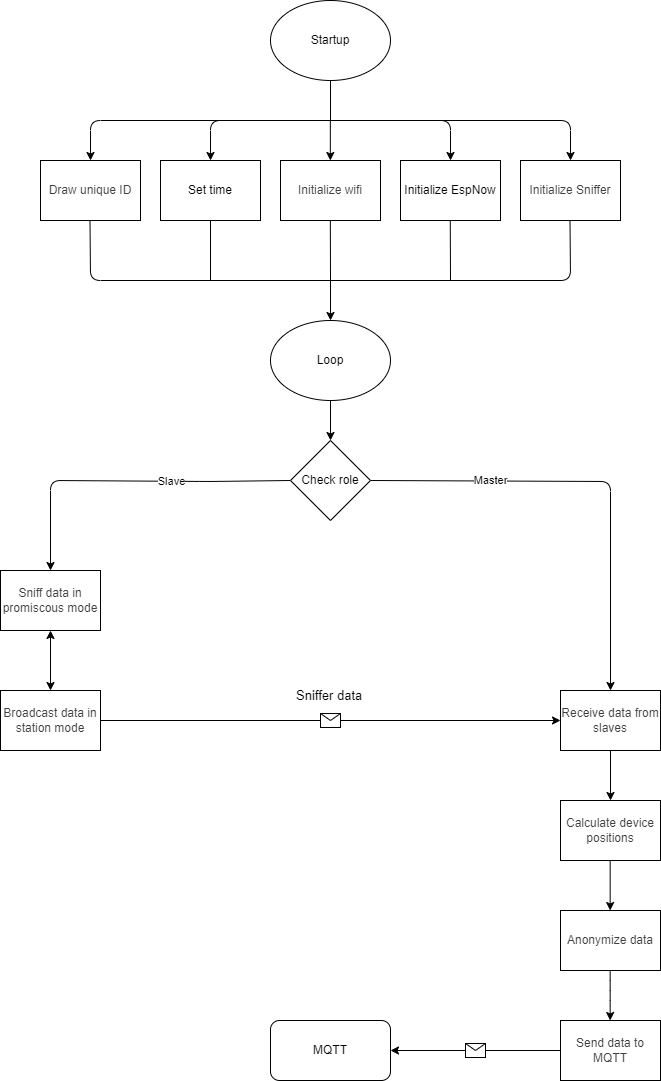 Startup
Draw unique ID
Set time
Initialize wifi
Initialize EspNow
Initialize Sniffer
Loop
Check role
Slave
Master
Sniff data in
promiscous mode
Sniffer data
Broadcast data in
station mode
Receive data from
slaves
Calculate device
positions
Anonymize data
Send data to
MQTT
MQTT